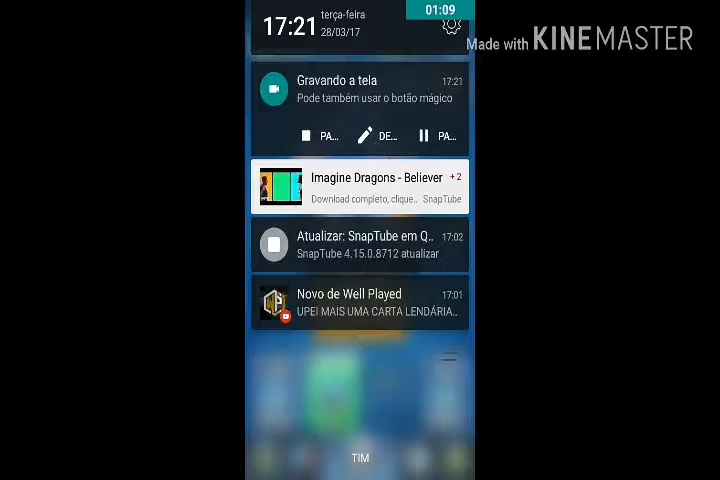 01:09
17:21
terça-feira
28/03/17
Made with KINEMASTER
Gravando a tela 17:21
Pode também usar o botão mágico
PA... DE... PA...
Imagine Dragons - Believer +2
Download completo, clique.. SnapTube
Atualizar: SnapTube em Q.. 17:02
SnapTube 4.15.0.8712 atualizar
Novo de Well Played 17:01
UPEI MAIS UMA CARTA LENDÁRIA..
TIM